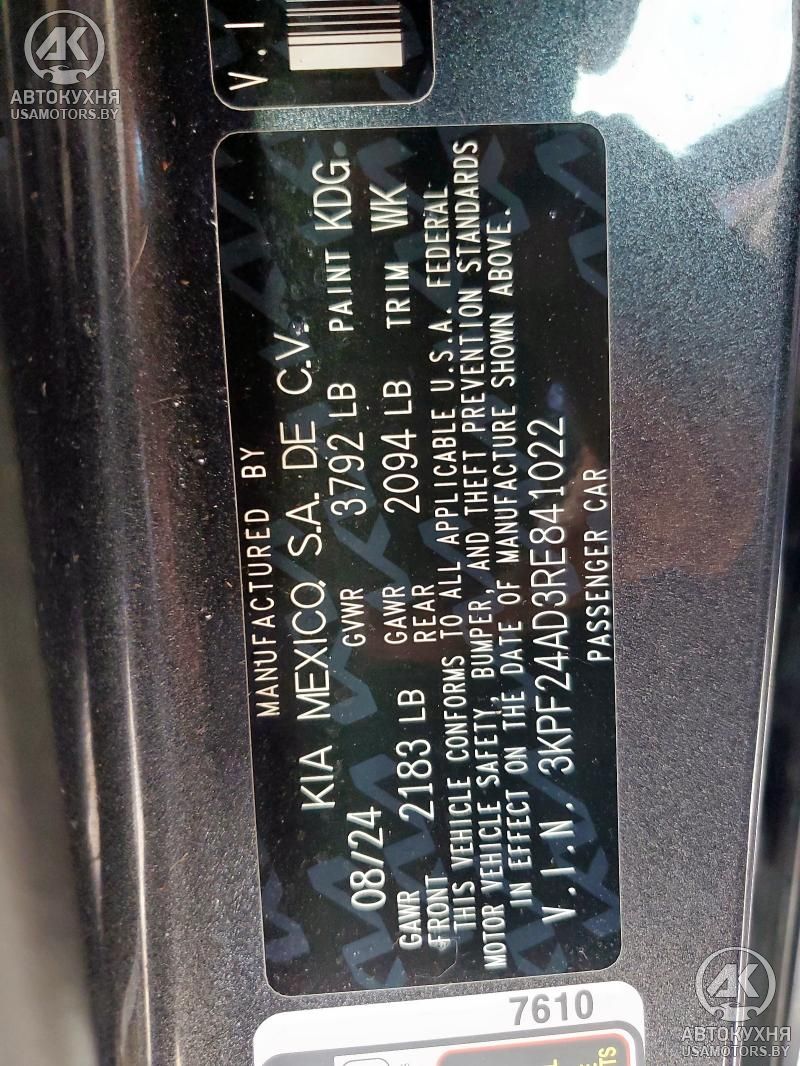 AK
АВТОКУХНЯ
USAMOTORS.BY
V.I
MANUFACTURED BY
KIA MEXICO, S.A. DE C.V.
08/24 GVWR 3792 LB PAINT KDG
GAWR FRONT 2183 LB GAWR REAR 2094 LB TRIM WK
THIS VEHICLE CONFORMS TO ALL APPLICABLE U.S.A. FEDERAL
MOTOR VEHICLE SAFETY, BUMPER, AND THEFT PREVENTION STANDARDS
IN EFFECT ON THE DATE OF MANUFACTURE SHOWN ABOVE.
V.I.N. 3KPF24AD3RE841022
PASSENGER CAR
7610
AK
АВТОКУХНЯ
USAMOTORS.BY